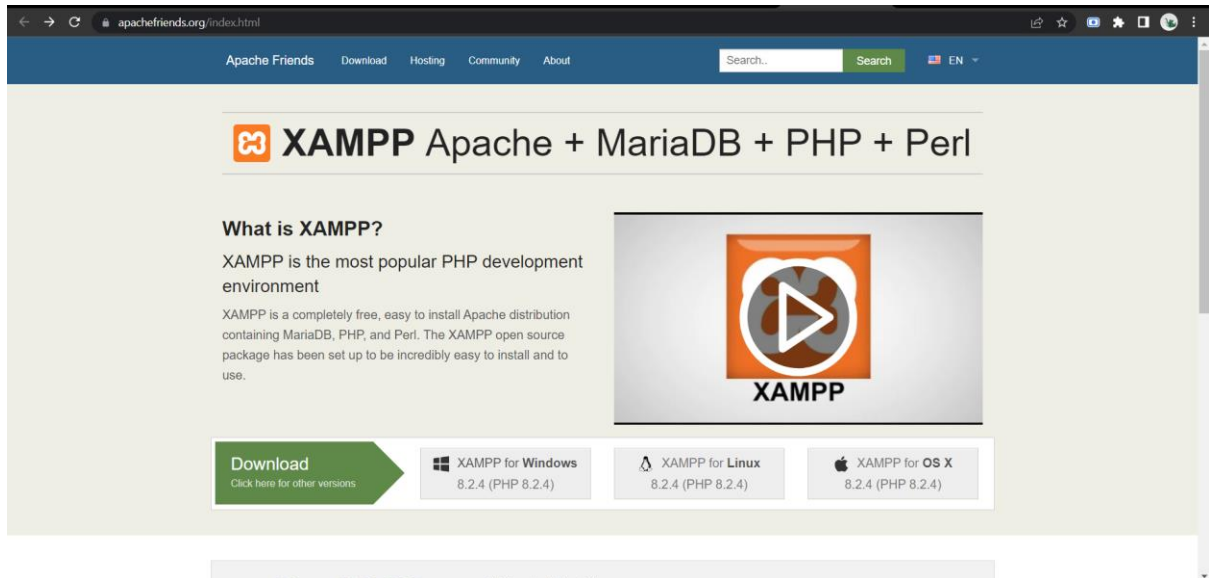 apachefriends.org/index.html
Apache Friends Download Hosting Community About Search.. Search EN
XAMPP Apache + MariaDB + PHP + Perl
What is XAMPP?
XAMPP is the most popular PHP development
environment
XAMPP is a completely free, easy to install Apache distribution
containing MariaDB, PHP, and Perl. The XAMPP open source
package has been set up to be incredibly easy to install and to
use.
XAMPP
Download
Click here for other versions
XAMPP for Windows
8.2.4 (PHP 8.2.4)
XAMPP for Linux
8.2.4 (PHP 8.2.4)
XAMPP for OS X
8.2.4 (PHP 8.2.4)